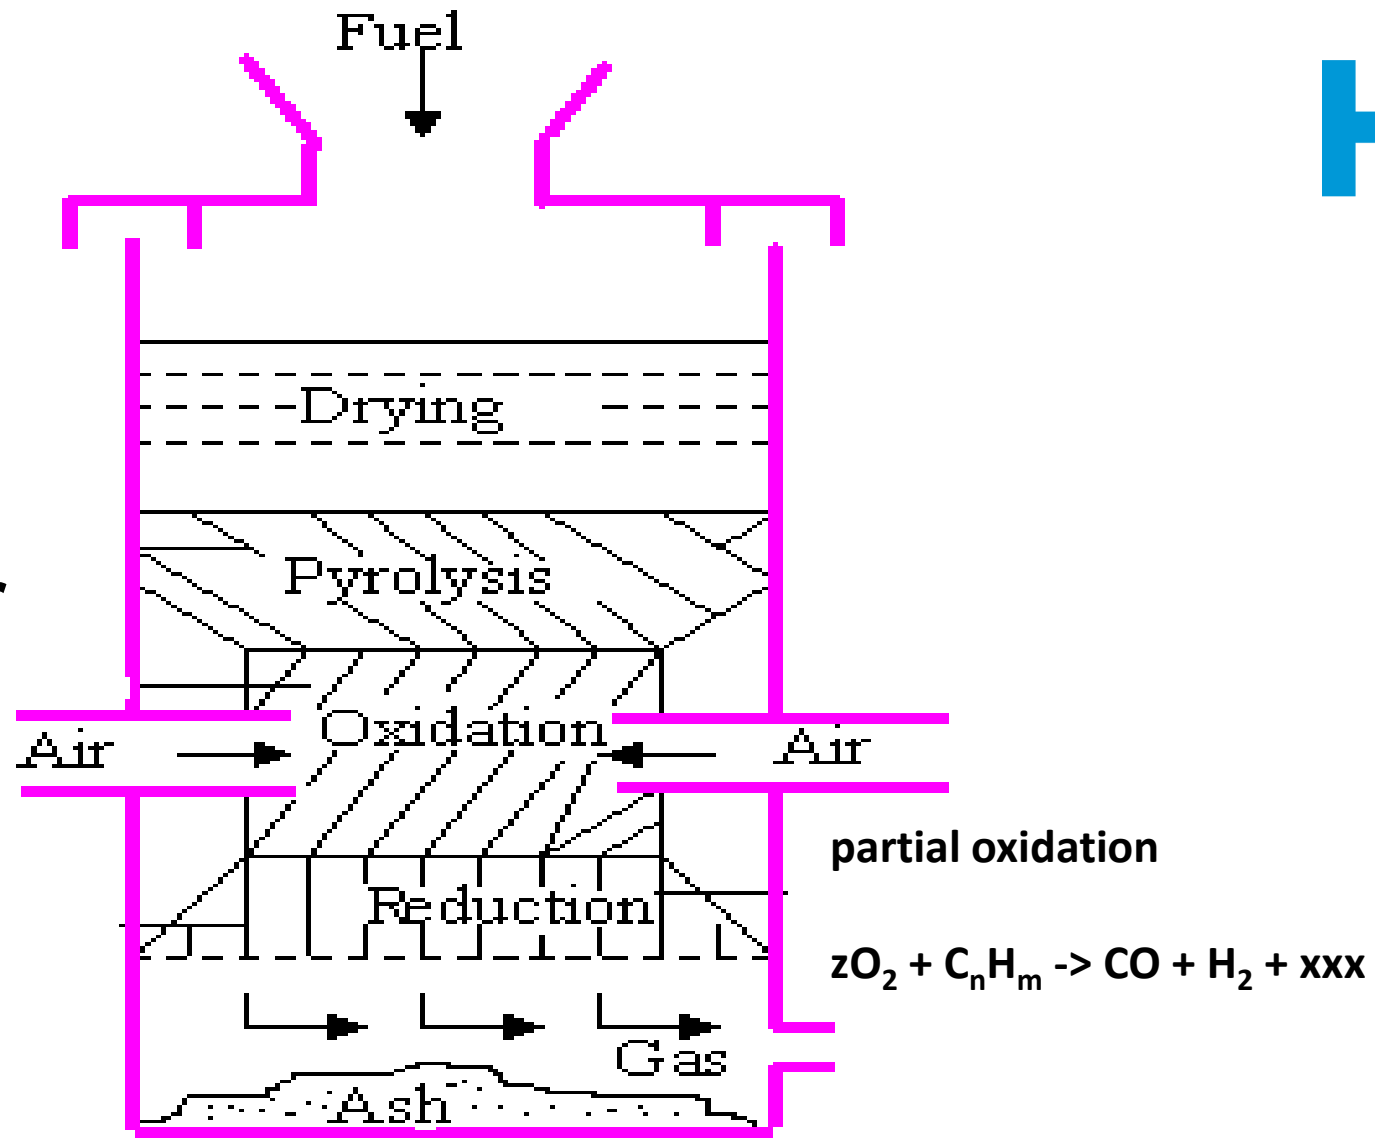 Fuel
Drying
Pyrolysis
Oxidation
Air
Air
partial oxidation
Reduction
zO₂ + CₙHₘ -> CO + H₂ + xxx
Gas
Ash